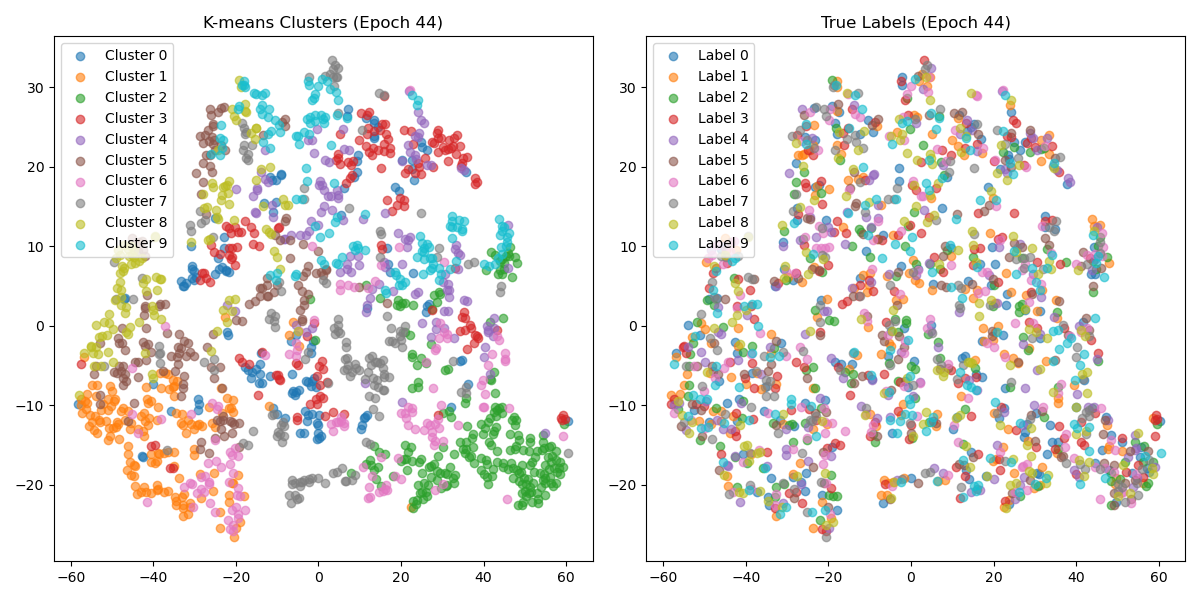 K-means Clusters (Epoch 44)
Cluster 0
Cluster 1
Cluster 2
Cluster 3
Cluster 4
Cluster 5
Cluster 6
Cluster 7
Cluster 8
Cluster 9
30
20
10
0
−10
−20
−60
−40
−20
0
20
40
60
True Labels (Epoch 44)
Label 0
Label 1
Label 2
Label 3
Label 4
Label 5
Label 6
Label 7
Label 8
Label 9
30
20
10
0
−10
−20
−60
−40
−20
0
20
40
60